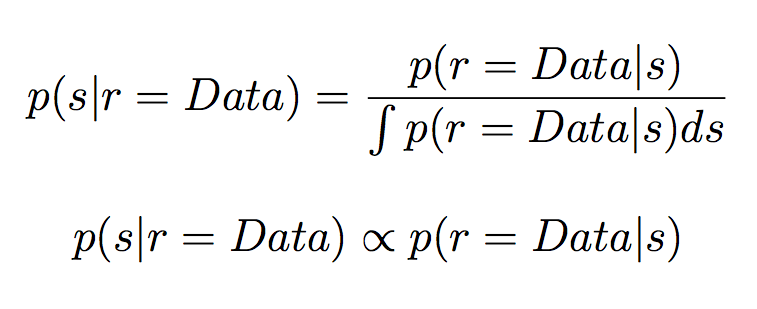 p(s|r = Data) = p(r = Data|s) / ∫ p(r = Data|s)ds
p(s|r = Data) ∝ p(r = Data|s)